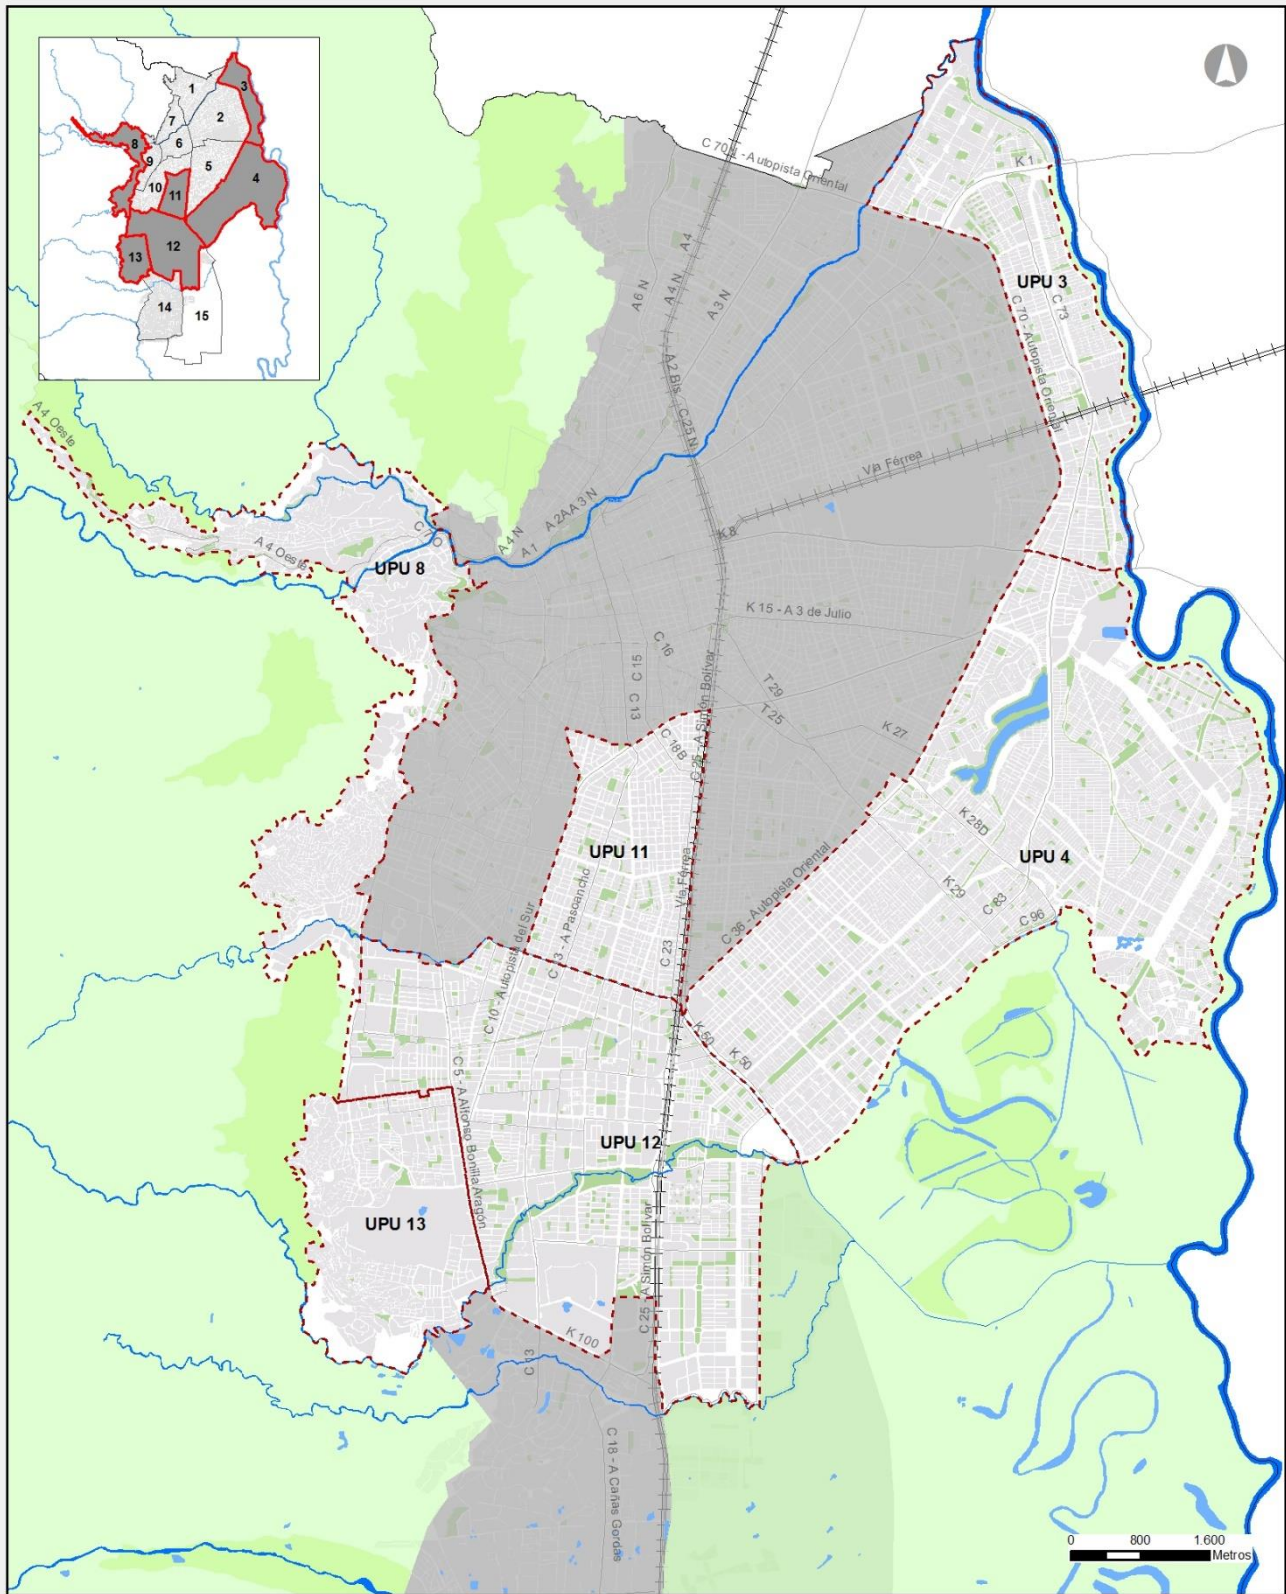 1
3
2
7
8
6
9
5
4
10
11
12
13
14
15
C 70N - Autopista Oriental
K 1
A 4
A 6 N
A 4 N
A 3 N
UPU 3
C 73
C 70 - Autopista Oriental
A 2 Bis
C 25 N
A 4 Oeste
Vía Férrea
A 2A
A 3 N
C 7 O
A 4 N
A 1
K 8
A 4 Oeste
UPU 8
K 15 - A 3 de Julio
C 16
C 15
C 13
T 29
T 25
C 25 - A Simón Bolívar
K 27
C 18B
K 28D
UPU 11
UPU 4
Vía Férrea
C 36 - Autopista Oriental
K 29
C 83
C 96
C 13 - A Pasoancho
C 10 - Autopista del Sur
C 23
K 50
K 50
C 5 - A Alfonso Bonilla Aragón
UPU 12
UPU 13
C 25 - A Simón Bolívar
K 100
C 13
C 18 - A Cañas Gordas
0 800 1.600
Metros